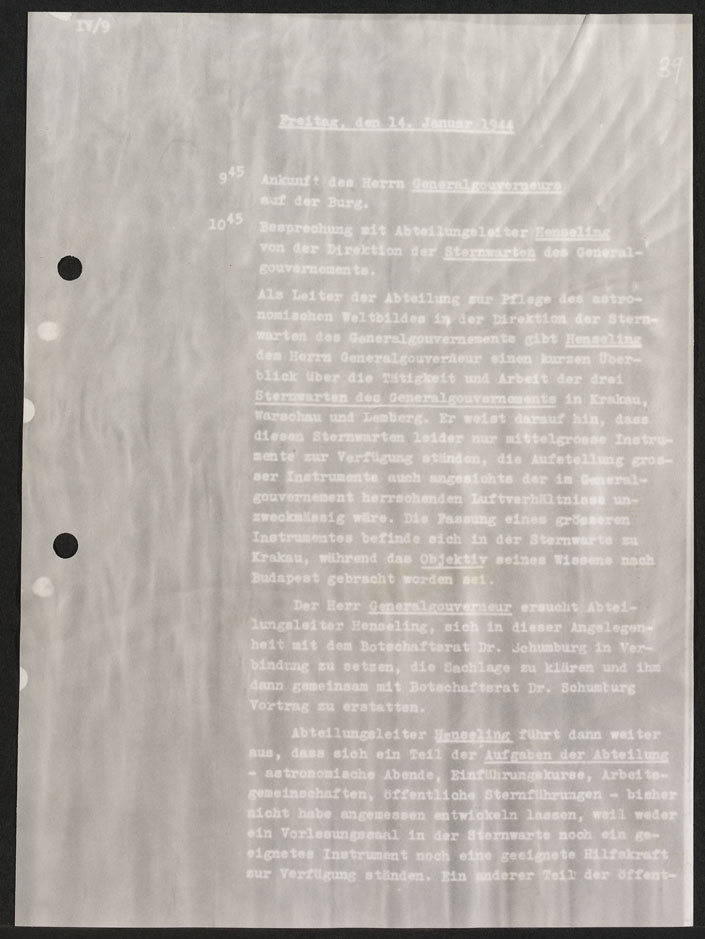 IV/9
39
Freitag, den 14. Januar 1944
9 45 Ankunft des Herrn Generalgouverneurs
auf der Burg.
10 45 Besprechung mit Abteilungsleiter Henseling
von der Direktion der Sternwarten des General-
gouvernements.
Als Leiter der Abteilung zur Pflege des astro-
nomischen Weltbildes in der Direktion der Stern-
warten des Generalgouvernements gibt Henseling
dem Herrn Generalgouverneur einen kurzen Über-
blick über die Tätigkeit und Arbeit der drei
Sternwarten des Generalgouvernements in Krakau,
Warschau und Lemberg. Er weist darauf hin, dass
diesen Sternwarten leider nur mittelgrosse Instru-
mente zur Verfügung ständen, die Aufstellung gros-
ser Instrumente auch angesichts der im General-
gouvernement herrschenden Luftverhältnisse un-
zweckmässig wäre. Die Fassung eines grösseren
Instrumentes befinde sich in der Sternwarte zu
Krakau, während das Objektiv seines Wissens nach
Budapest gebracht worden sei.
Der Herr Generalgouverneur ersucht Abtei-
lungsleiter Henseling, sich in dieser Angelegen-
heit mit dem Botschaftsrat Dr. Schumburg in Ver-
bindung zu setzen, die Sachlage zu klären und ihm
dann gemeinsam mit Botschaftsrat Dr. Schumburg
Vortrag zu erstatten.
Abteilungsleiter Henseling führt dann weiter
aus, dass sich ein Teil der Aufgaben der Abteilung
- astronomische Abende, Einführungskurse, Arbeits-
gemeinschaften, öffentliche Sternführungen - bisher
nicht habe angemessen entwickeln lassen, weil weder
ein Vorlesungssaal in der Sternwarte noch ein ge-
eignetes Instrument noch eine geeignete Hilfskraft
zur Verfügung ständen. Ein anderer Teil der öffent-